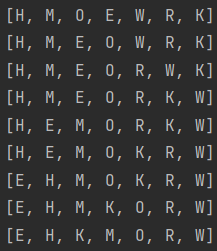 [H, M, O, E, W, R, K]
[H, M, E, O, W, R, K]
[H, M, E, O, R, W, K]
[H, M, E, O, R, K, W]
[H, E, M, O, R, K, W]
[H, E, M, O, K, R, W]
[E, H, M, O, K, R, W]
[E, H, M, K, O, R, W]
[E, H, K, M, O, R, W]